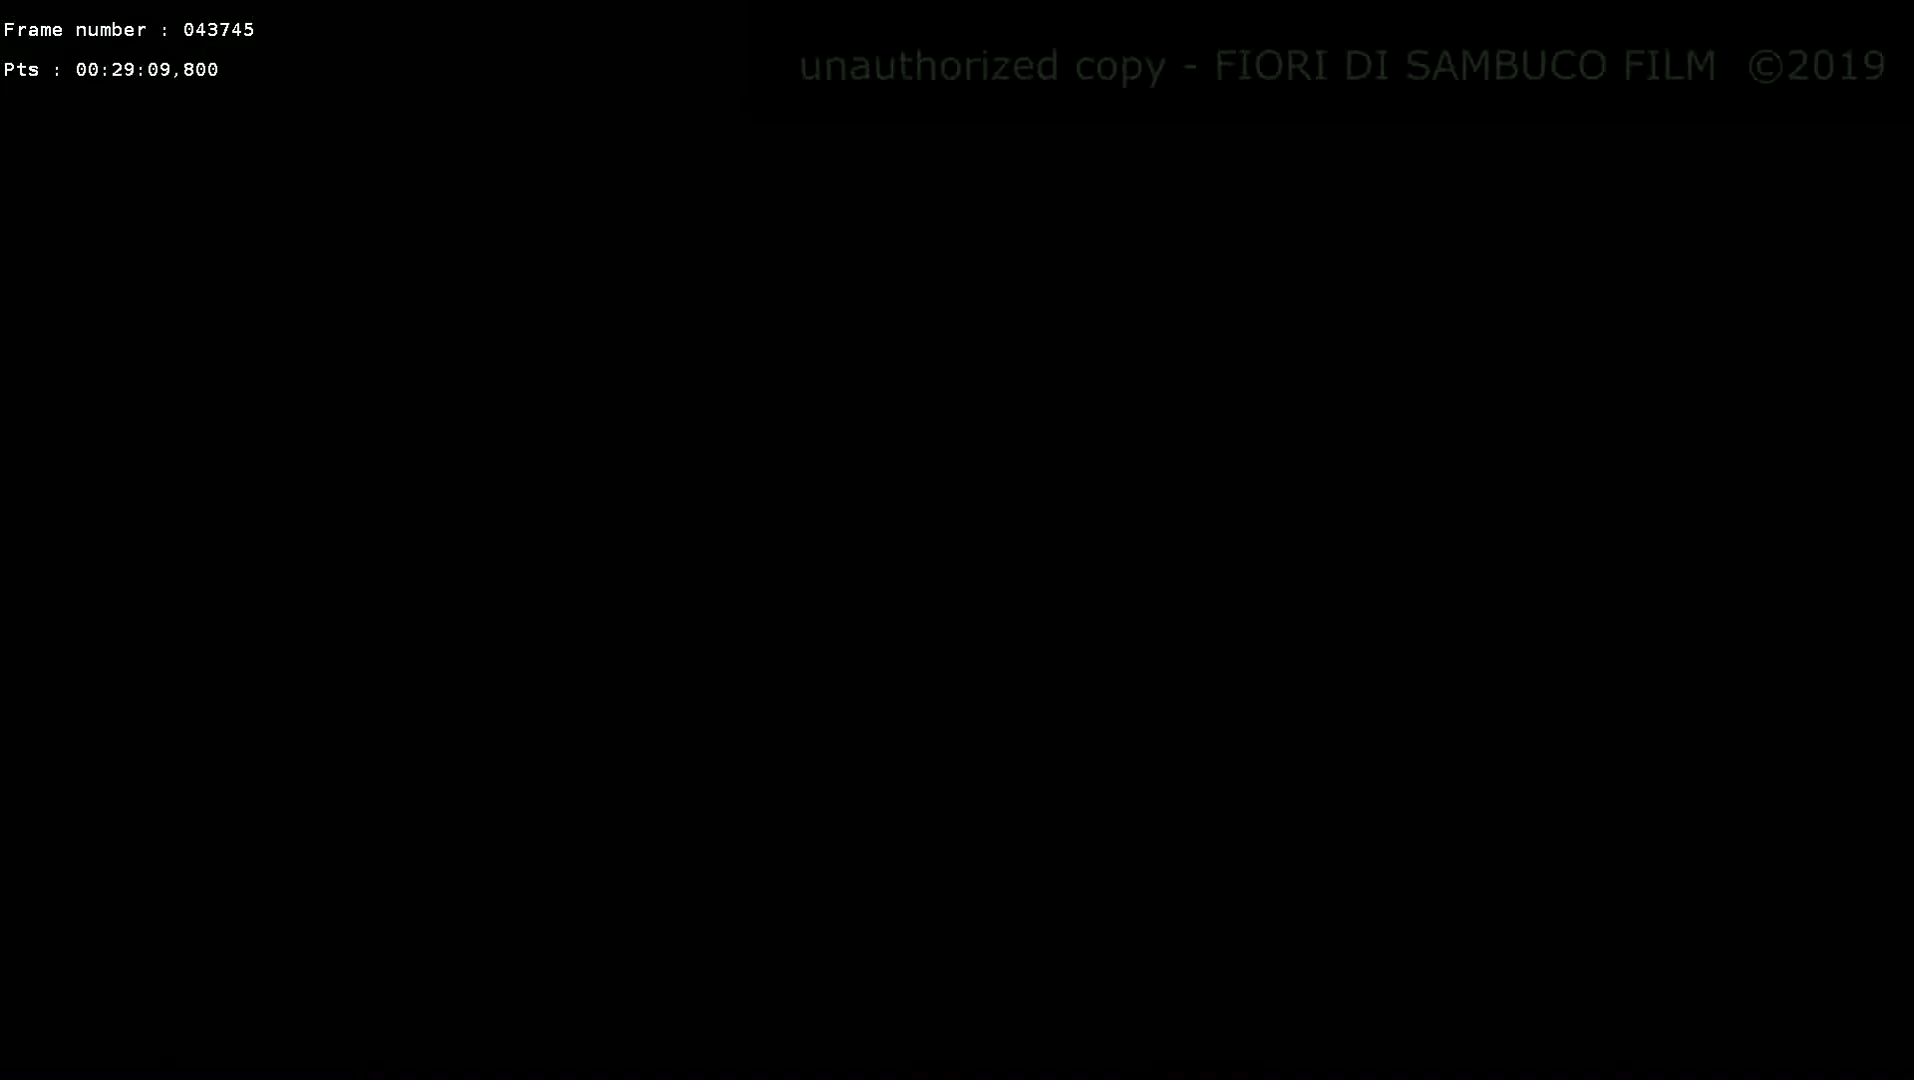 Frame number : 043745
unauthorized copy - FIORI DI SAMBUCO FILM ©2019
Pts : 00:29:09,800